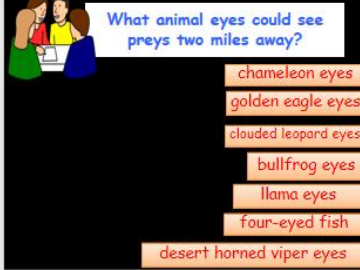 What animal eyes could see
preys two miles away?
chameleon eyes
golden eagle eyes
clouded leopard eyes
bullfrog eyes
llama eyes
four-eyed fish
desert horned viper eyes